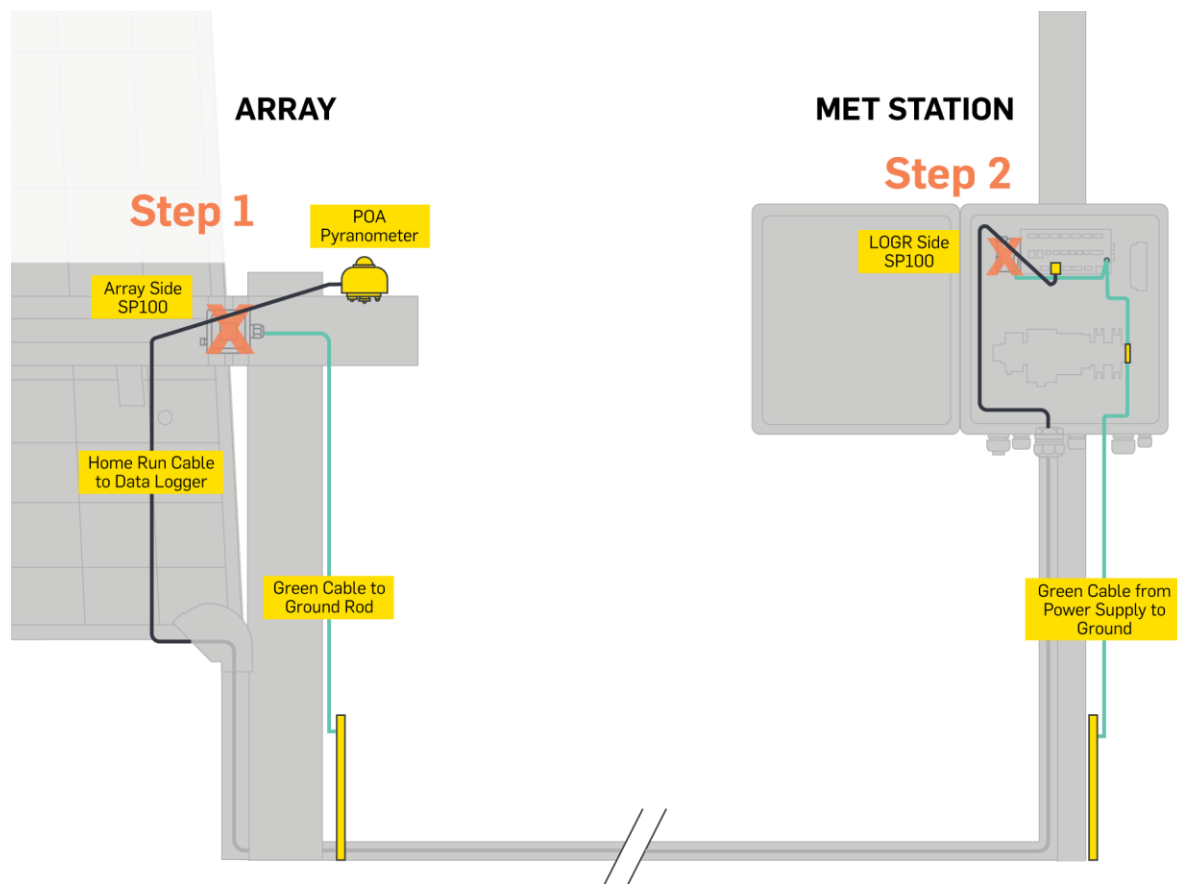 ARRAY
MET STATION
Step 1
Step 2
POA
Pyranometer
LOGR Side
SP100
Array Side
SP100
Home Run Cable
to Data Logger
Green Cable to
Ground Rod
Green Cable from
Power Supply to
Ground